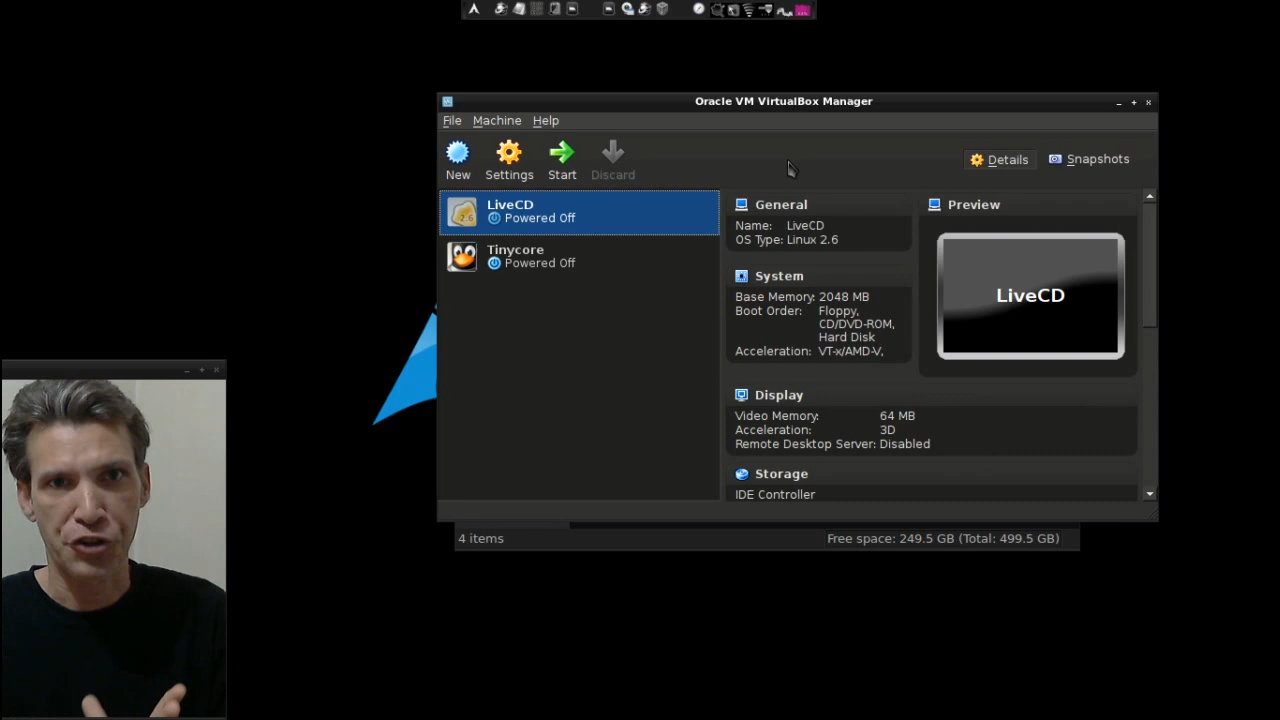 Oracle VM VirtualBox Manager
File Machine Help
New Settings Start Discard
Details Snapshots
LiveCD
Powered Off
Tinycore
Powered Off
General
Name: LiveCD
OS Type: Linux 2.6
System
Base Memory: 2048 MB
Boot Order: Floppy,
CD/DVD-ROM,
Hard Disk
Acceleration: VT-x/AMD-V,
Preview
LiveCD
Display
Video Memory: 64 MB
Acceleration: 3D
Remote Desktop Server: Disabled
Storage
IDE Controller
4 items
Free space: 249.5 GB (Total: 499.5 GB)
2.6